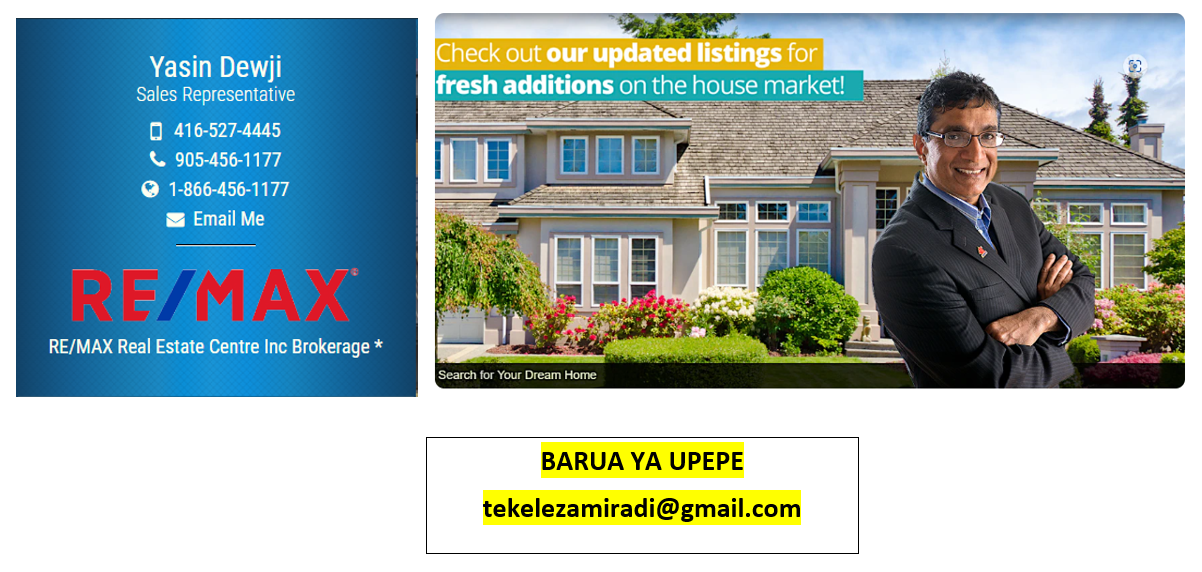 Yasin Dewji
Sales Representative
416-527-4445
905-456-1177
1-866-456-1177
Email Me
RE/MAX®
RE/MAX Real Estate Centre Inc Brokerage *
Check out our updated listings for
fresh additions on the house market!
Search for Your Dream Home
BARUA YA UPEPE
tekelezamiradi@gmail.com